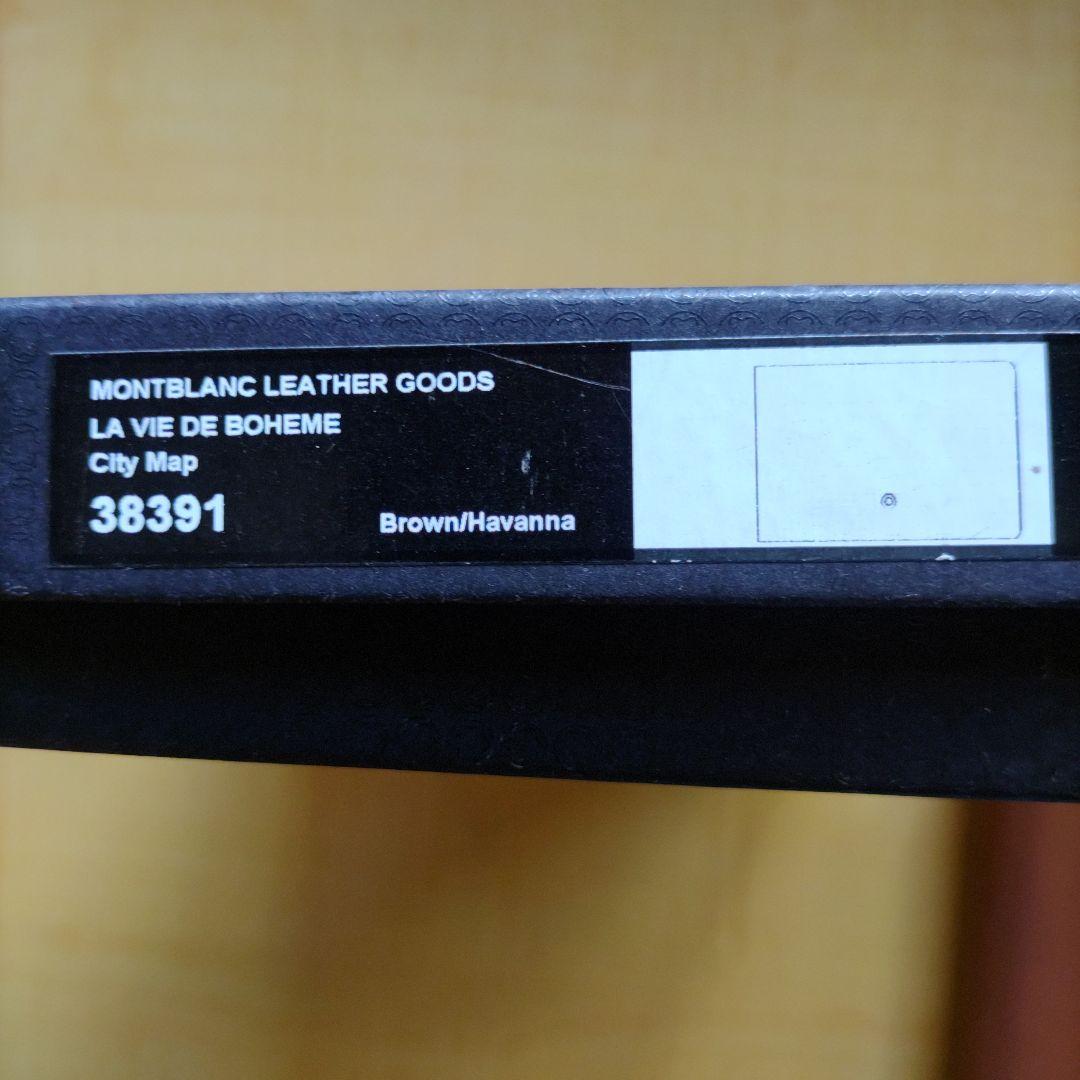 MONTBLANC LEATHER GOODS
LA VIE DE BOHEME
City Map
38391
Brown/Havanna